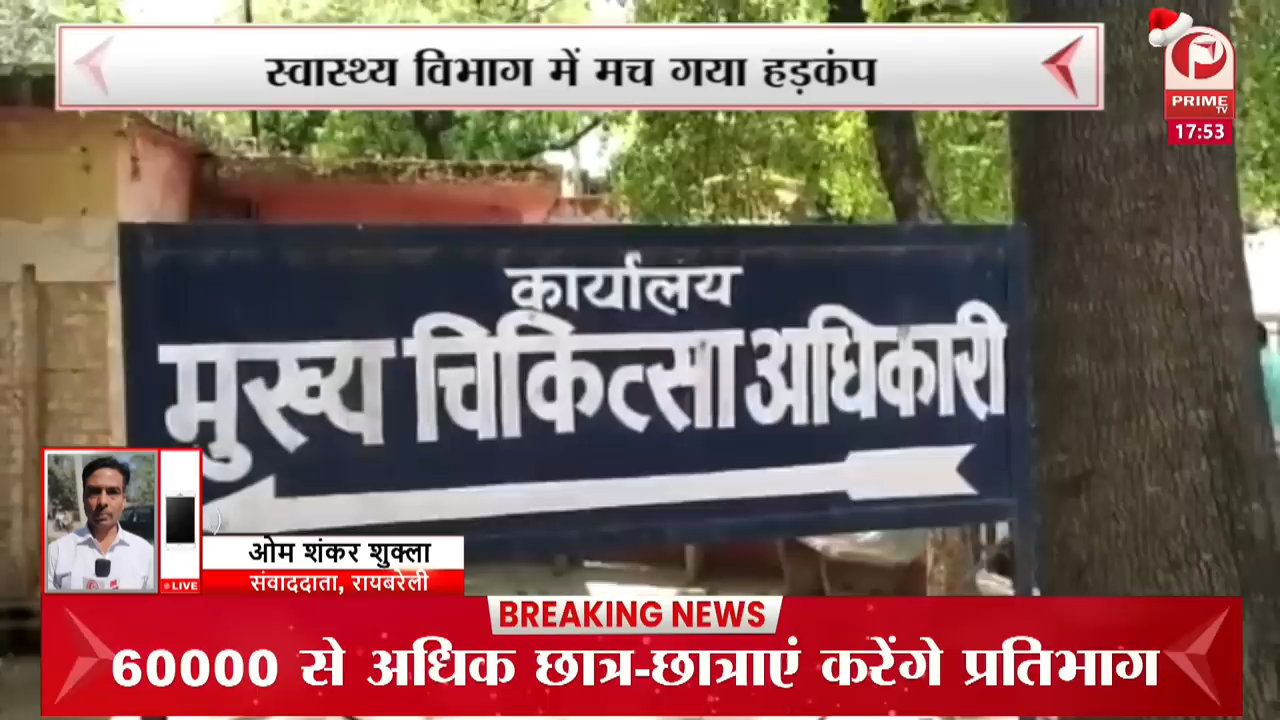 स्वास्थ्य विभाग में मच गया हड़कंप
PRIME
TV
17:53
कार्यालय
मुख्य चिकित्सा अधिकारी
ओम शंकर शुक्ला
LIVE
संवाददाता, रायबरेली
BREAKING NEWS
60000 से अधिक छात्र-छात्राएं करेंगे प्रतिभाग